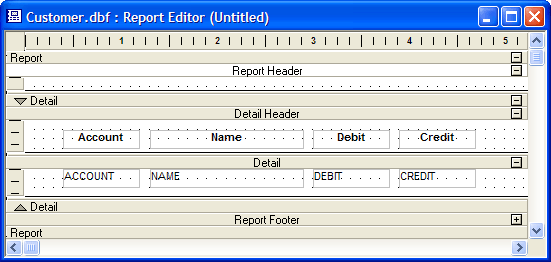 Customer.dbf : Report Editor (Untitled)
1 2 3 4 5
Report
Report Header
Detail
Detail Header
Account Name Debit Credit
Detail
ACCOUNT NAME DEBIT CREDIT
Detail
Report Footer
Report